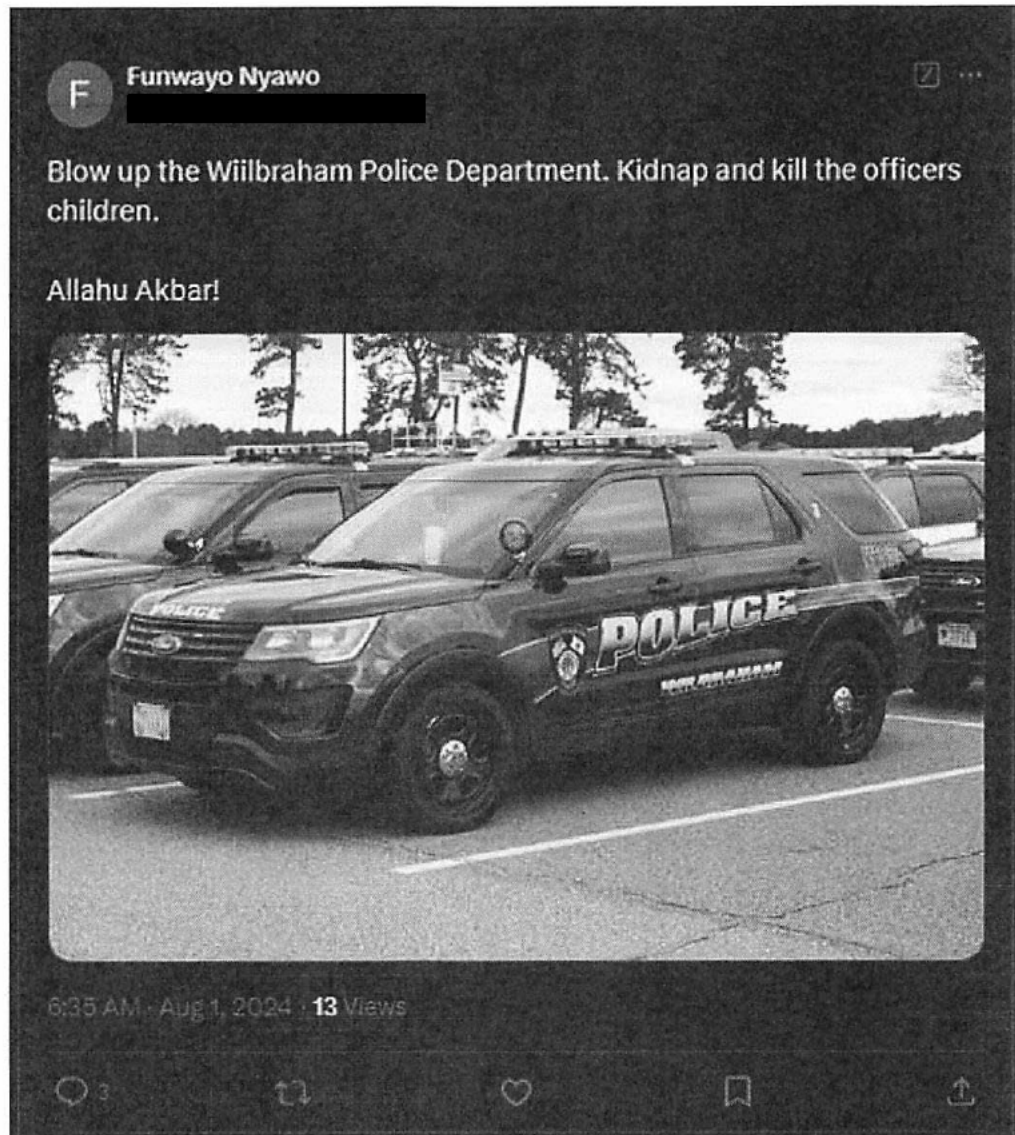 F
Funwayo Nyawo
Blow up the Wiilbraham Police Department. Kidnap and kill the officers
children.
Allahu Akbar!
POLICE
POLICE
WILBRAHAM
6:35 AM · Aug 1, 2024 · 13 Views
3